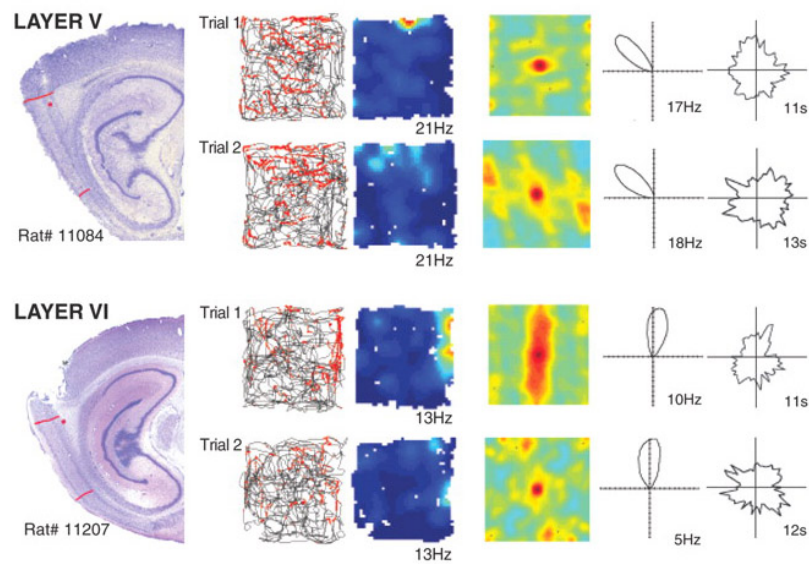 LAYER V
Trial 1
21Hz
17Hz
11s
Trial 2
21Hz
18Hz
13s
Rat# 11084
LAYER VI
Trial 1
13Hz
10Hz
11s
Trial 2
13Hz
5Hz
12s
Rat# 11207